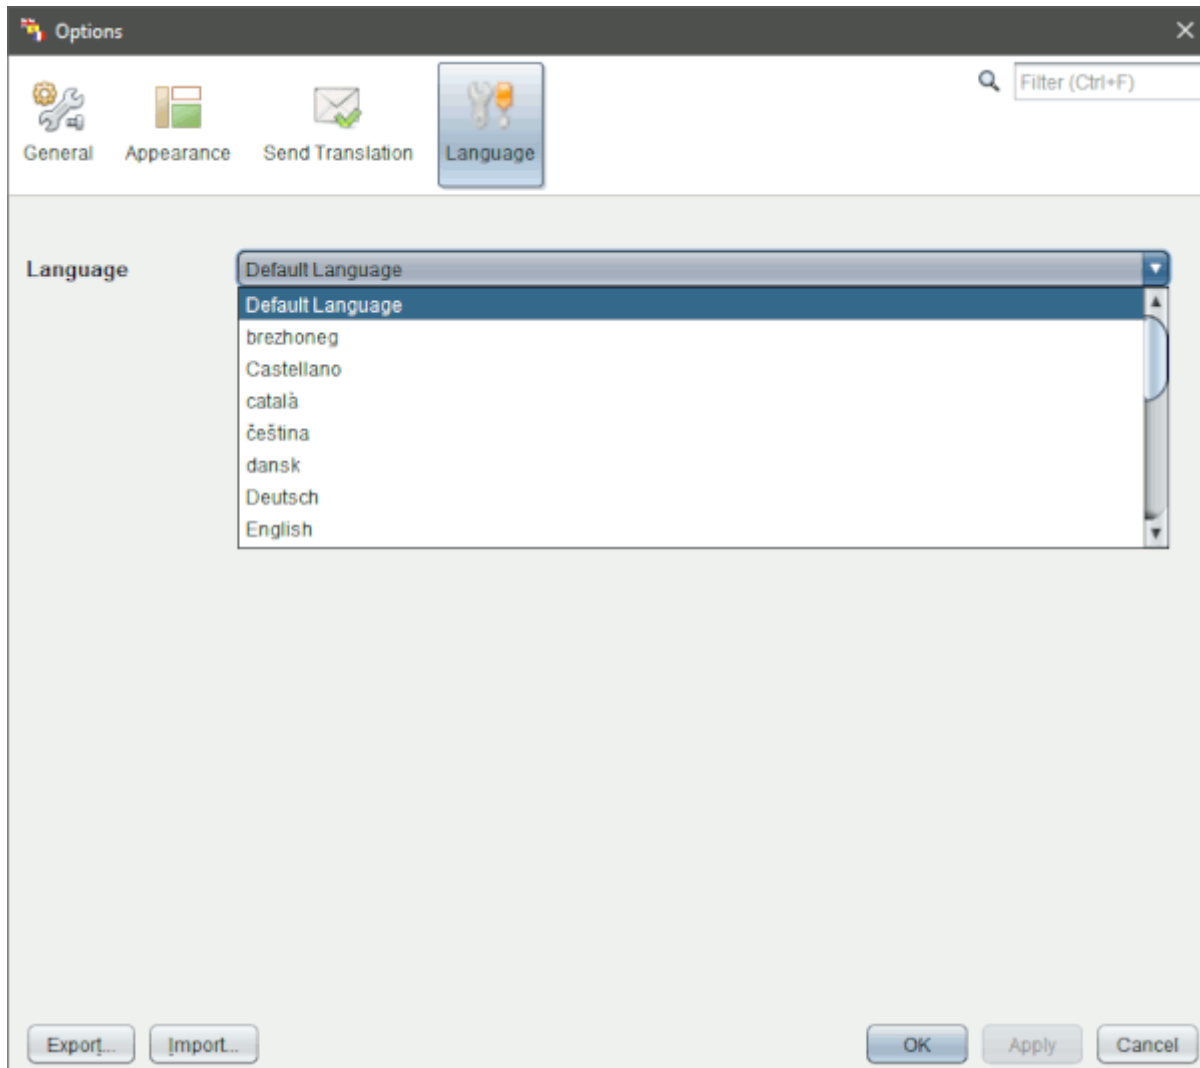 Options
Filter (Ctrl+F)
General Appearance Send Translation Language
Language Default Language
Default Language
brezhoneg
Castellano
català
čeština
dansk
Deutsch
English
Export... Import... OK Apply Cancel